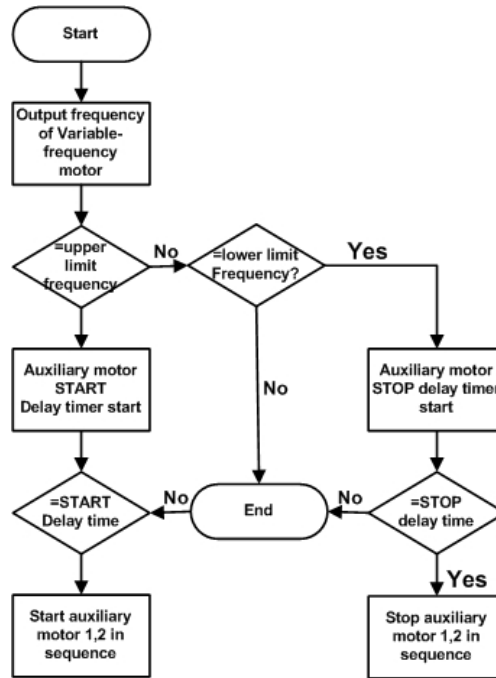 Start
Output frequency
of Variable-
frequency
motor
=upper
limit
frequency
No
=lower limit
Frequency?
Yes
Auxiliary motor
START
Delay timer start
No
Auxiliary motor
STOP delay timer
start
=START
Delay time
No
End
No
=STOP
delay time
Yes
Start auxiliary
motor 1,2 in
sequence
Stop auxiliary
motor 1,2 in
sequence